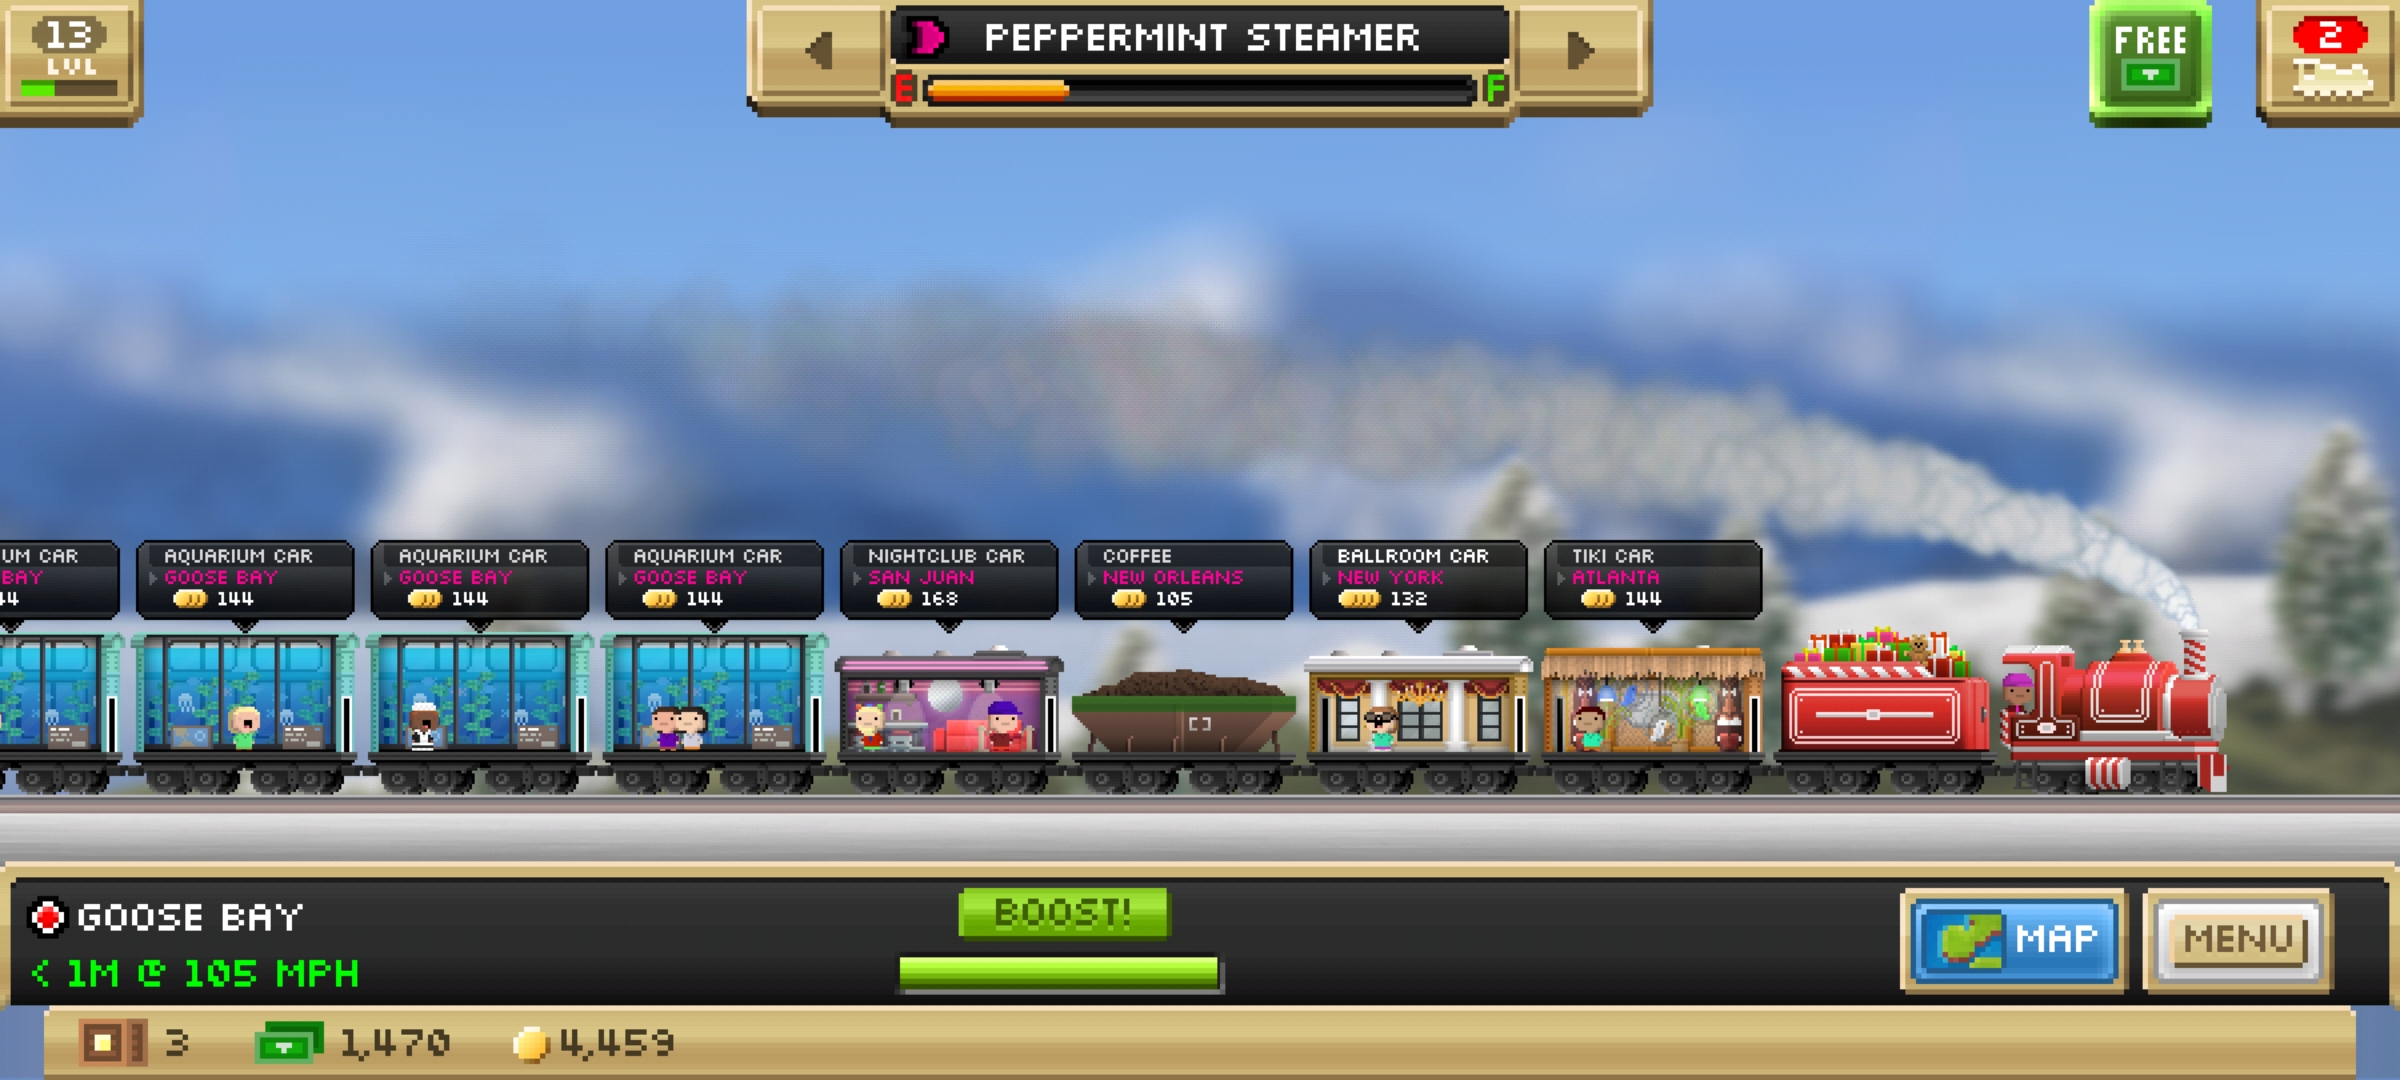 13
LVL
PEPPERMINT STEAMER
E F
FREE
2
UM CAR
BAY
44
AQUARIUM CAR
GOOSE BAY
144
AQUARIUM CAR
GOOSE BAY
144
AQUARIUM CAR
GOOSE BAY
144
NIGHTCLUB CAR
SAN JUAN
168
COFFEE
NEW ORLEANS
105
BALLROOM CAR
NEW YORK
132
TIKI CAR
ATLANTA
144
GOOSE BAY
< 1M @ 105 MPH
BOOST!
MAP
MENU
3
1,470
4,459